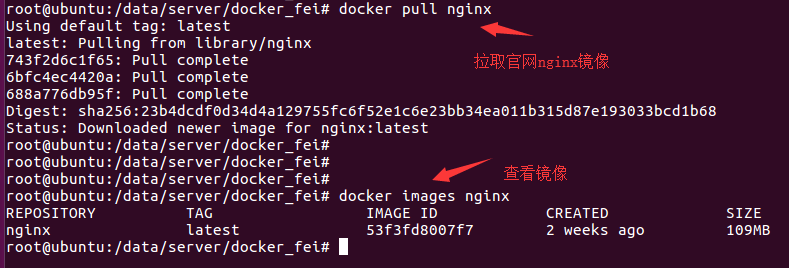 root@ubuntu:/data/server/docker_fei# docker pull nginx
Using default tag: latest
latest: Pulling from library/nginx
743f2d6c1f65: Pull complete
拉取官网nginx镜像
6bfc4ec4420a: Pull complete
688a776db95f: Pull complete
Digest: sha256:23b4dcdf0d34d4a129755fc6f52e1c6e23bb34ea011b315d87e193033bcd1b68
Status: Downloaded newer image for nginx:latest
root@ubuntu:/data/server/docker_fei#
root@ubuntu:/data/server/docker_fei#
查看镜像
root@ubuntu:/data/server/docker_fei#
root@ubuntu:/data/server/docker_fei# docker images nginx
REPOSITORY TAG IMAGE ID CREATED SIZE
nginx latest 53f3fd8007f7 2 weeks ago 109MB
root@ubuntu:/data/server/docker_fei#